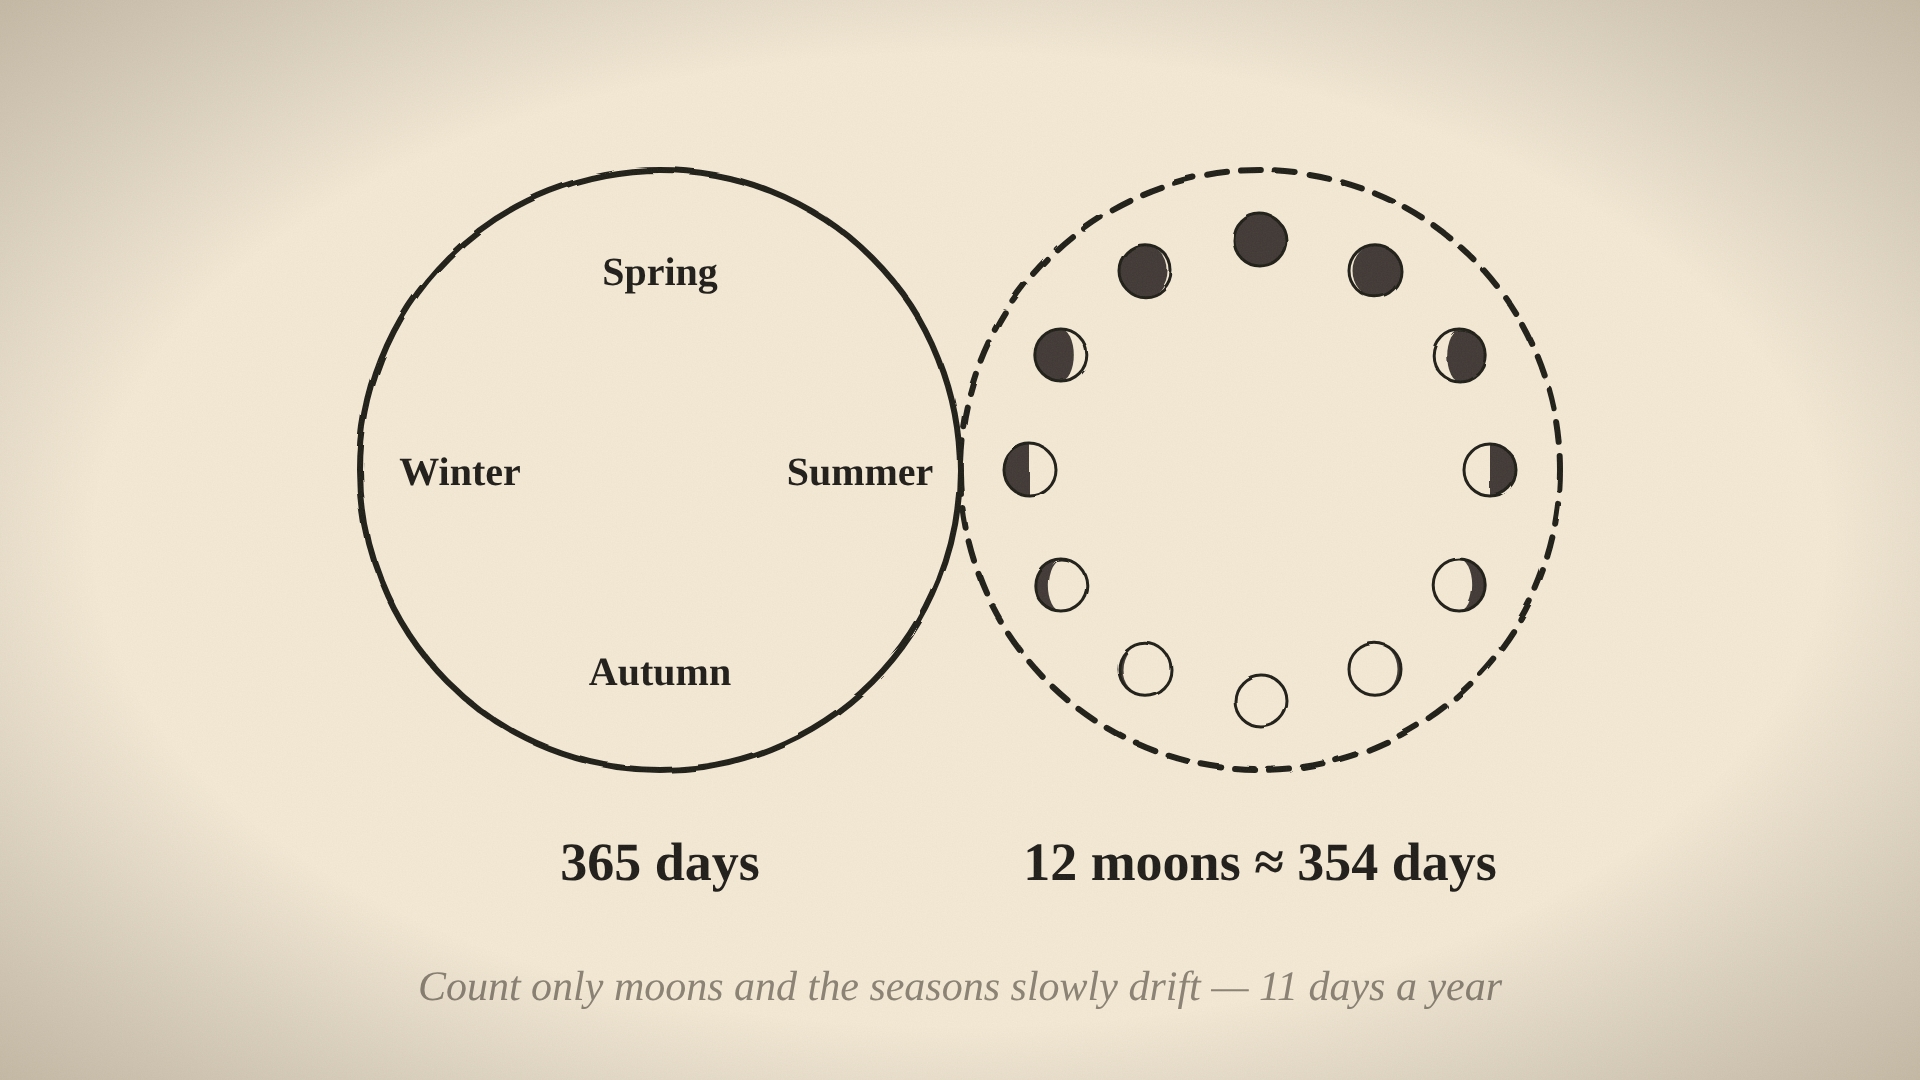 Spring
Winter
Summer
Autumn
365 days
12 moons ≈ 354 days
Count only moons and the seasons slowly drift — 11 days a year